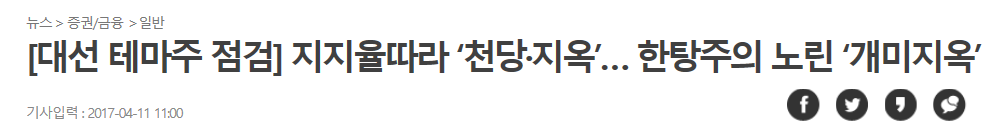 뉴스 > 증권/금융 > 일반
[대선 테마주 점검] 지지율따라 ‘천당·지옥’… 한탕주의 노린 ‘개미지옥’
기사입력 : 2017-04-11 11:00